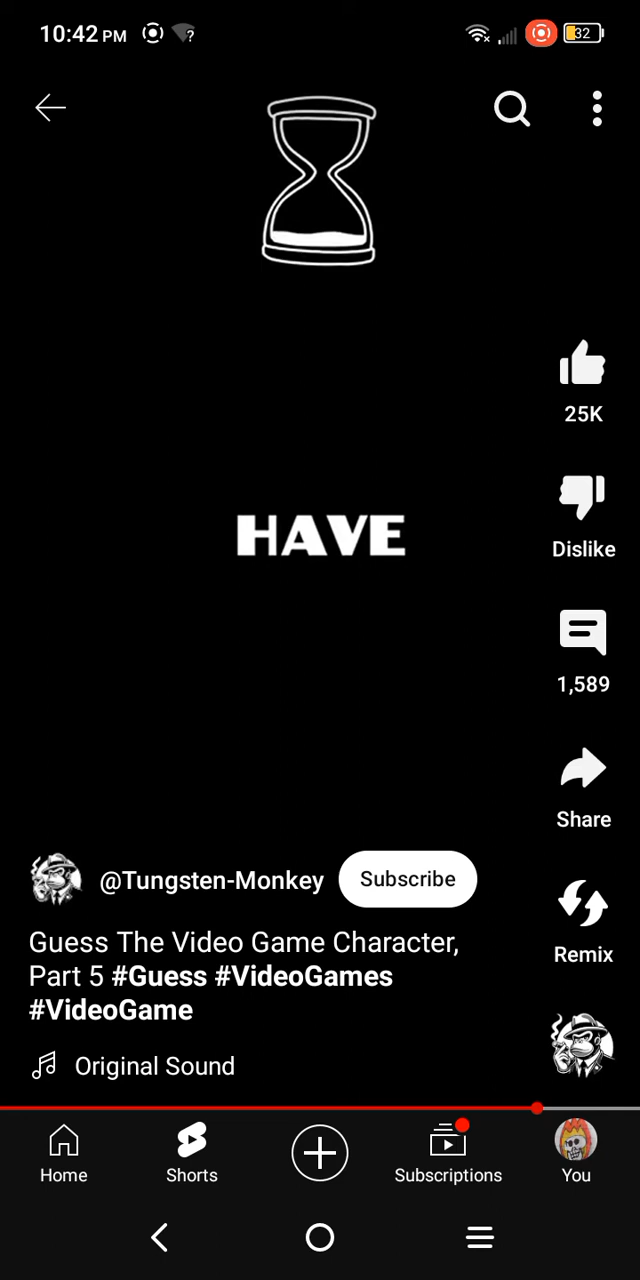 10:42 PM
?
32
25K
HAVE
Dislike
1,589
Share
@Tungsten-Monkey
Subscribe
Guess The Video Game Character,
Part 5 #Guess #VideoGames
#VideoGame
Remix
Original Sound
Home
Shorts
Subscriptions
You